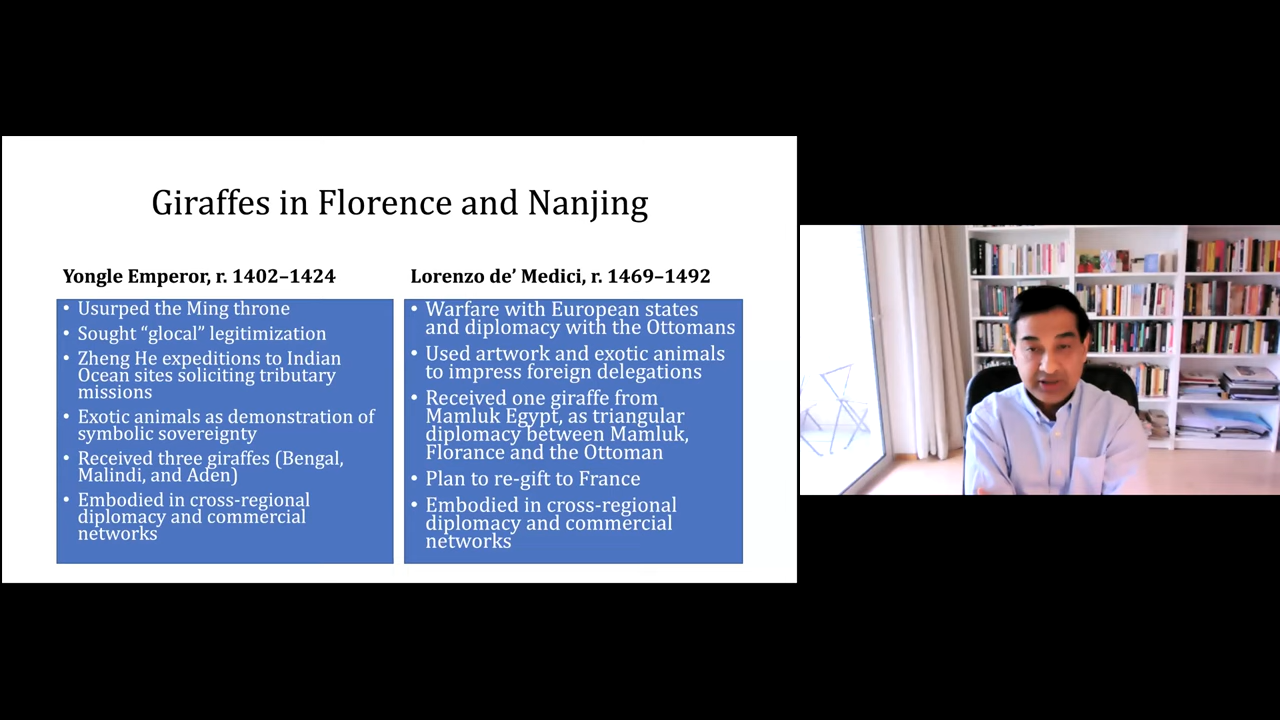 Giraffes in Florence and Nanjing
Yongle Emperor, r. 1402–1424
• Usurped the Ming throne
• Sought “glocal” legitimization
• Zheng He expeditions to Indian
Ocean sites soliciting tributary
missions
• Exotic animals as demonstration of
symbolic sovereignty
• Received three giraffes (Bengal,
Malindi, and Aden)
• Embodied in cross-regional
diplomacy and commercial
networks
Lorenzo de’ Medici, r. 1469–1492
• Warfare with European states
and diplomacy with the Ottomans
• Used artwork and exotic animals
to impress foreign delegations
• Received one giraffe from
Mamluk Egypt, as triangular
diplomacy between Mamluk,
Florance and the Ottoman
• Plan to re-gift to France
• Embodied in cross-regional
diplomacy and commercial
networks